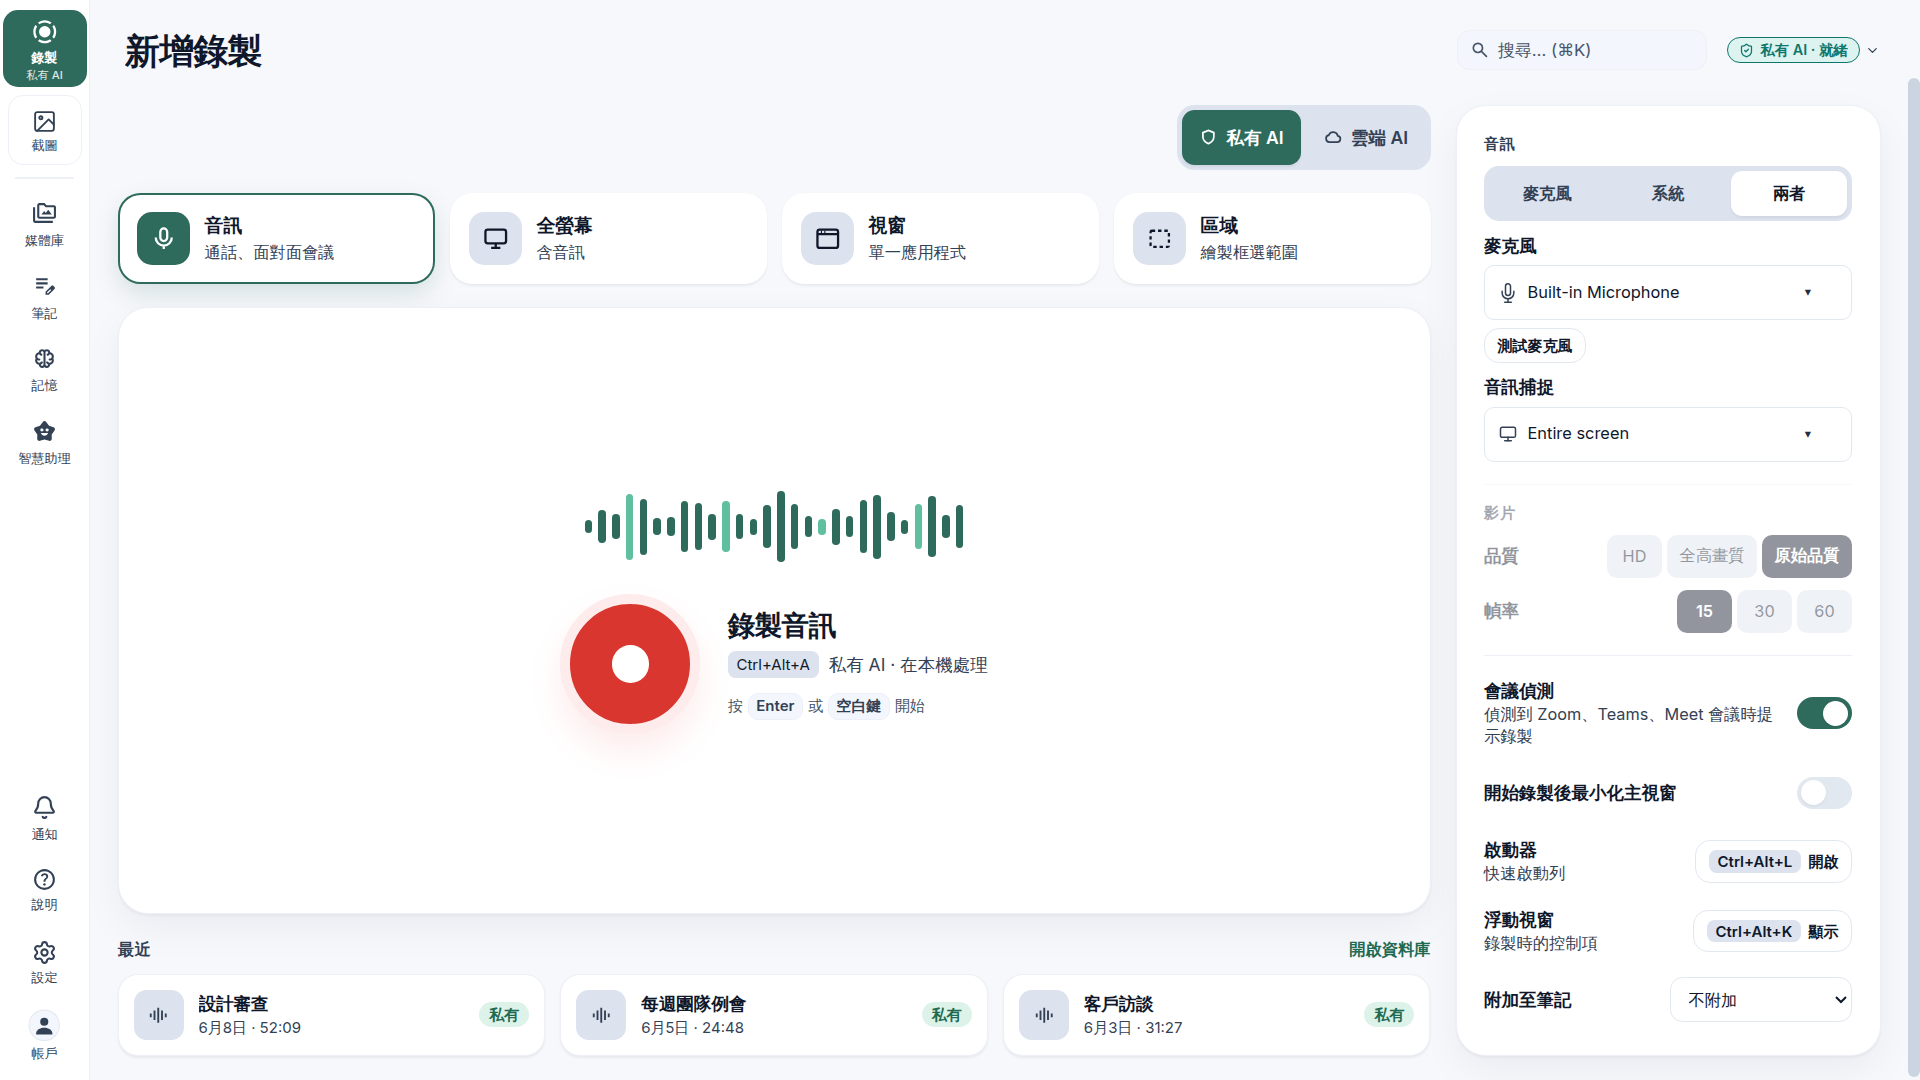 錄製
私有 AI
截圖
媒體庫
筆記
記憶
智慧助理
通知
說明
設定
帳戶
新增錄製
搜尋... (⌘K)
私有 AI · 就緒
私有 AI
雲端 AI
音訊
通話、面對面會議
全螢幕
含音訊
視窗
單一應用程式
區域
繪製框選範圍
錄製音訊
Ctrl+Alt+A 私有 AI · 在本機處理
按 Enter 或 空白鍵 開始
最近
開啟資料庫
設計審查
6月8日 · 52:09
私有
每週團隊例會
6月5日 · 24:48
私有
客戶訪談
6月3日 · 31:27
私有
音訊
麥克風 系統 兩者
麥克風
Built-in Microphone
測試麥克風
音訊捕捉
Entire screen
影片
品質 HD 全高畫質 原始品質
幀率 15 30 60
會議偵測
偵測到 Zoom、Teams、Meet 會議時提
示錄製
開始錄製後最小化主視窗
啟動器
快速啟動列
Ctrl+Alt+L 開啟
浮動視窗
錄製時的控制項
Ctrl+Alt+K 顯示
附加至筆記 不附加